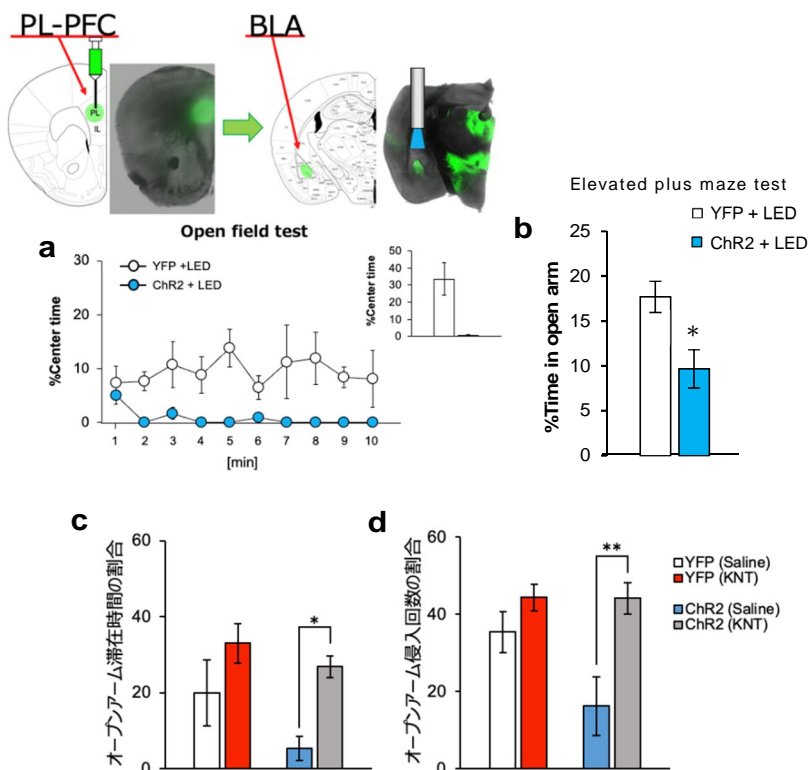 PL-PFC
BLA
PL
IL
Open field test
a
YFP +LED
ChR2 + LED
%Center time
30
20
10
0
1 2 3 4 5 6 7 8 9 10
[min]
%Center time
50
40
30
20
10
0
Elevated plus maze test
YFP + LED
ChR2 + LED
b
%Time in open arm
25
20
15
10
5
0
*
c
オープンアーム滞在時間の割合
60
40
20
0
*
d
オープンアーム侵入回数の割合
60
40
20
0
**
YFP (Saline)
YFP (KNT)
ChR2 (Saline)
ChR2 (KNT)